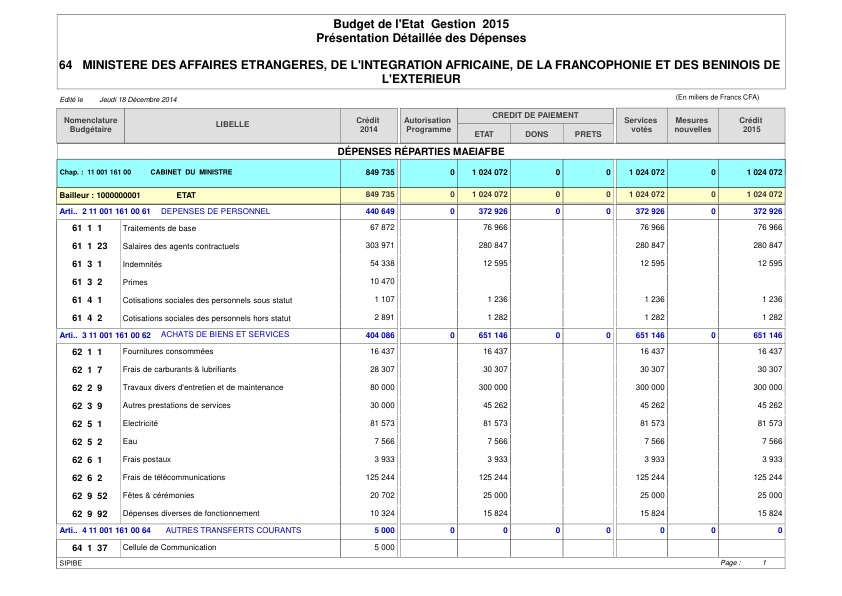 Budget de l'Etat Gestion 2015
Présentation Détaillée des Dépenses
64 MINISTERE DES AFFAIRES ETRANGERES, DE L'INTEGRATION AFRICAINE, DE LA FRANCOPHONIE ET DES BENINOIS DE
L'EXTERIEUR
Edité le Jeudi 18 Décembre 2014 (En miliers de Francs CFA)
Nomenclature Budgétaire LIBELLE Crédit 2014 Autorisation Programme CREDIT DE PAIEMENT Services votés Mesures nouvelles Crédit 2015
ETAT DONS PRETS
DÉPENSES RÉPARTIES MAEIAFBE
Chap. : 11 001 161 00 CABINET DU MINISTRE 849 735 0 1 024 072 0 0 1 024 072 0 1 024 072
Bailleur : 1000000001 ETAT 849 735 0 1 024 072 0 0 1 024 072 0 1 024 072
Arti.. 2 11 001 161 00 61 DEPENSES DE PERSONNEL 440 649 0 372 926 0 0 372 926 0 372 926
61 1 1 Traitements de base 67 872 76 966 76 966 76 966
61 1 23 Salaires des agents contractuels 303 971 280 847 280 847 280 847
61 3 1 Indemnités 54 338 12 595 12 595 12 595
61 3 2 Primes 10 470
61 4 1 Cotisations sociales des personnels sous statut 1 107 1 236 1 236 1 236
61 4 2 Cotisations sociales des personnels hors statut 2 891 1 282 1 282 1 282
Arti.. 3 11 001 161 00 62 ACHATS DE BIENS ET SERVICES 404 086 0 651 146 0 0 651 146 0 651 146
62 1 1 Fournitures consommées 16 437 16 437 16 437 16 437
62 1 7 Frais de carburants & lubrifiants 28 307 30 307 30 307 30 307
62 2 9 Travaux divers d'entretien et de maintenance 80 000 300 000 300 000 300 000
62 3 9 Autres prestations de services 30 000 45 262 45 262 45 262
62 5 1 Electricité 81 573 81 573 81 573 81 573
62 5 2 Eau 7 566 7 566 7 566 7 566
62 6 1 Frais postaux 3 933 3 933 3 933 3 933
62 6 2 Frais de télécommunications 125 244 125 244 125 244 125 244
62 9 52 Fêtes & cérémonies 20 702 25 000 25 000 25 000
62 9 92 Dépenses diverses de fonctionnement 10 324 15 824 15 824 15 824
Arti.. 4 11 001 161 00 64 AUTRES TRANSFERTS COURANTS 5 000 0 0 0 0 0 0 0
64 1 37 Cellule de Communication 5 000
SIPIBE Page : 1